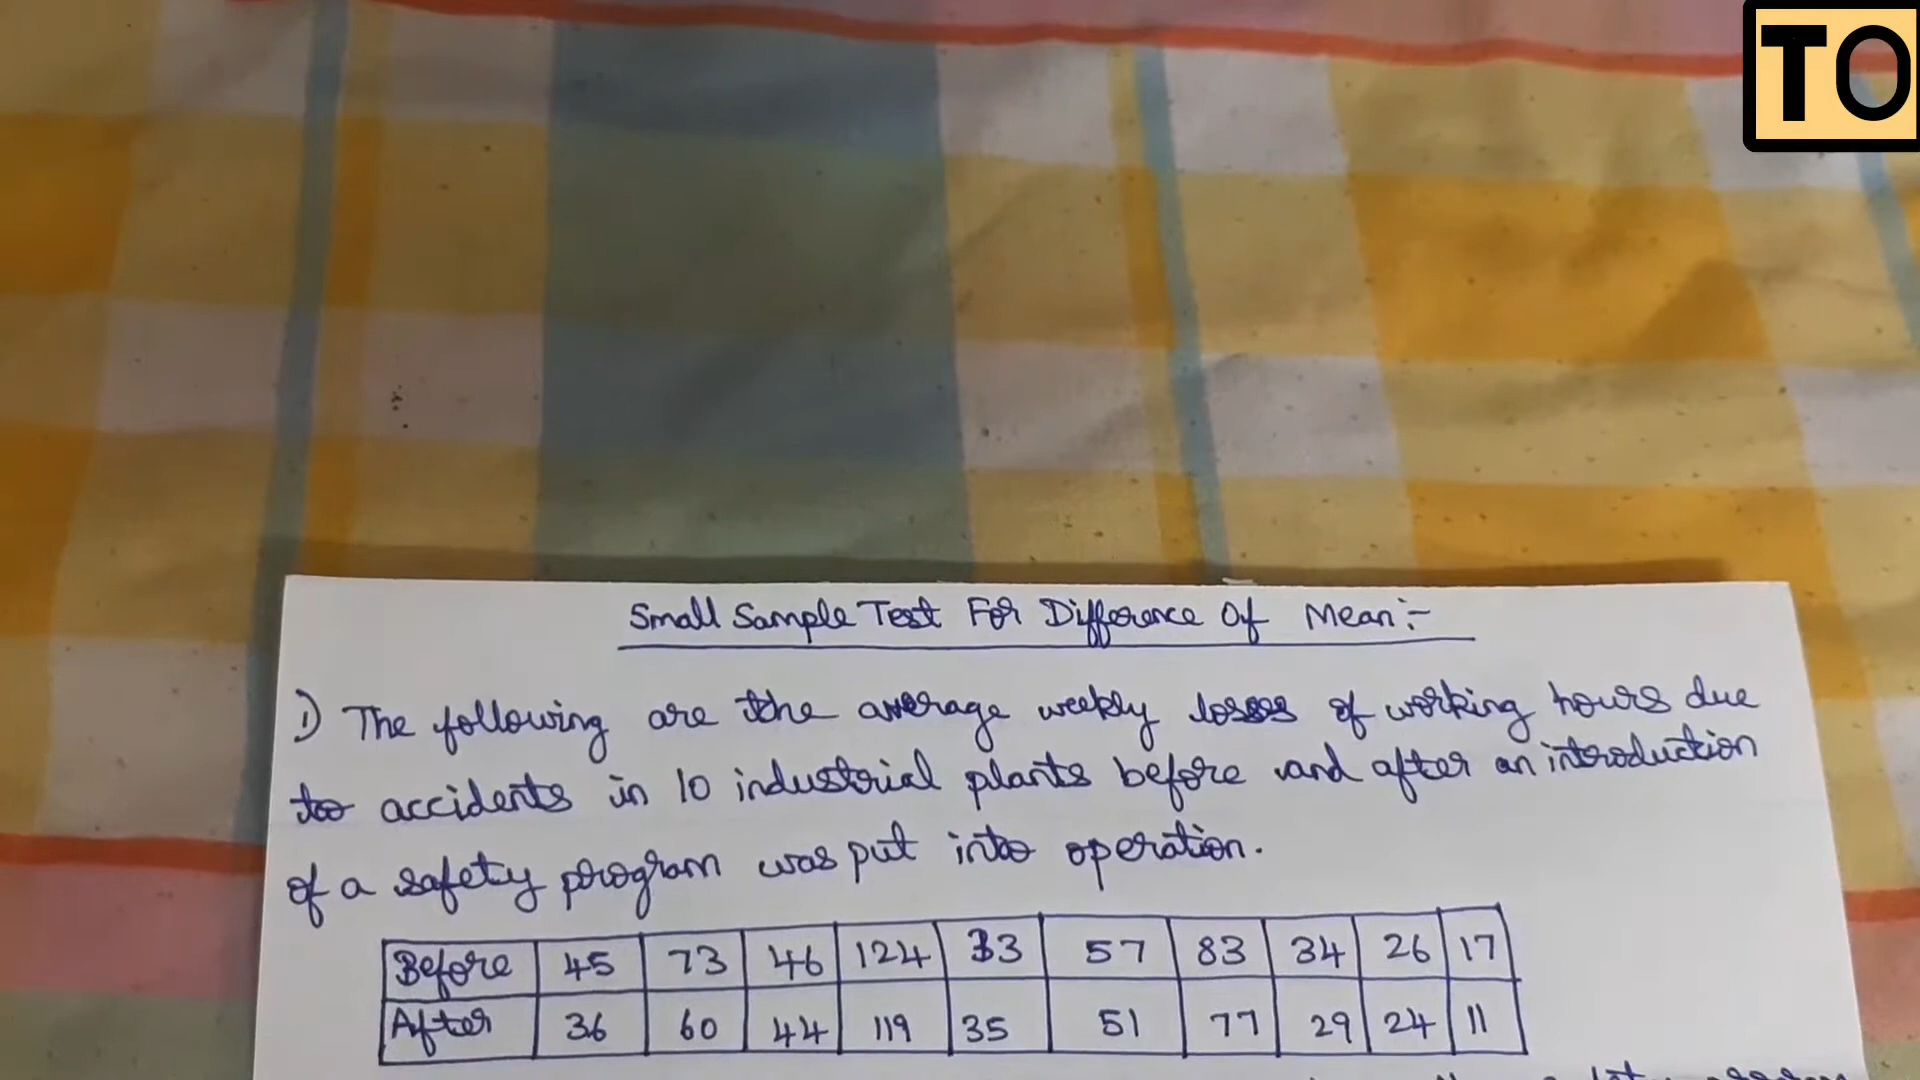 TO
Small Sample Test For Difference Of Mean:-
1) The following are the average weekly losses of working hours due
to accidents in 10 industrial plants before and after an introduction
of a safety program was put into operation.
Before 45 73 46 124 33 57 83 34 26 17
After 36 60 44 119 35 51 77 29 24 11